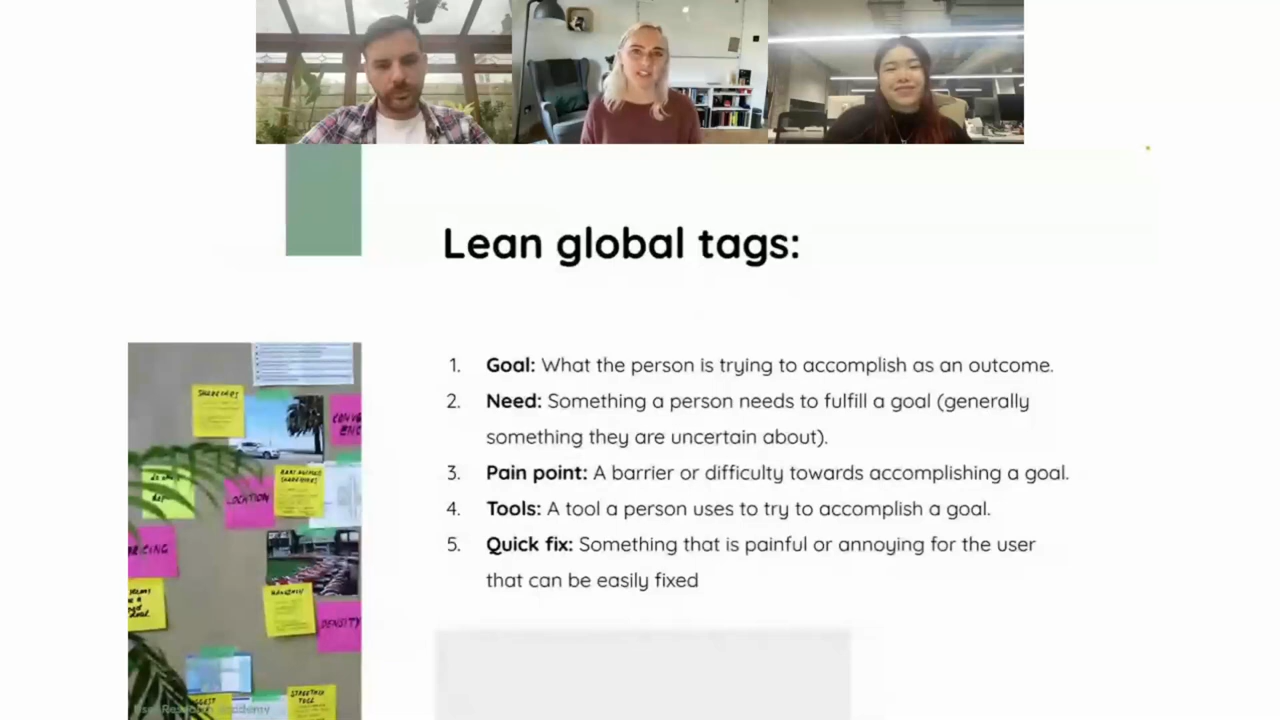 Lean global tags:
1. Goal: What the person is trying to accomplish as an outcome.
2. Need: Something a person needs to fulfill a goal (generally
something they are uncertain about).
3. Pain point: A barrier or difficulty towards accomplishing a goal.
4. Tools: A tool a person uses to try to accomplish a goal.
5. Quick fix: Something that is painful or annoying for the user
that can be easily fixed
LOCATION
DENSITY
User Research Academy